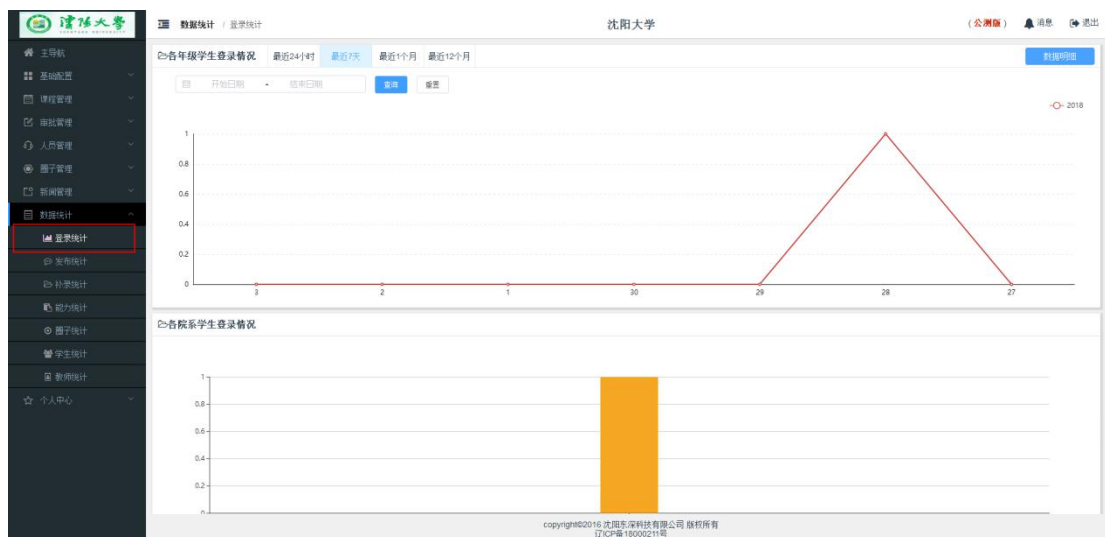 沈阳大学
SHENYANG UNIVERSITY
数据统计 / 登录统计
沈阳大学
(公测版)
消息
退出
主导航
基础配置
课程管理
审批管理
人员管理
圈子管理
新闻管理
数据统计
登录统计
发布统计
补录统计
能力统计
圈子统计
学生统计
教师统计
个人中心
各年级学生登录情况 最近24小时 最近7天 最近1个月 最近12个月
数据明细
开始日期 - 结束日期 查询 重置
2018
1
0.8
0.6
0.4
0.2
0
3 2 1 30 29 28 27
各院系学生登录情况
1
0.8
0.6
0.4
0.2
0
copyright©2016 沈阳东深科技有限公司 版权所有
辽ICP备18000211号